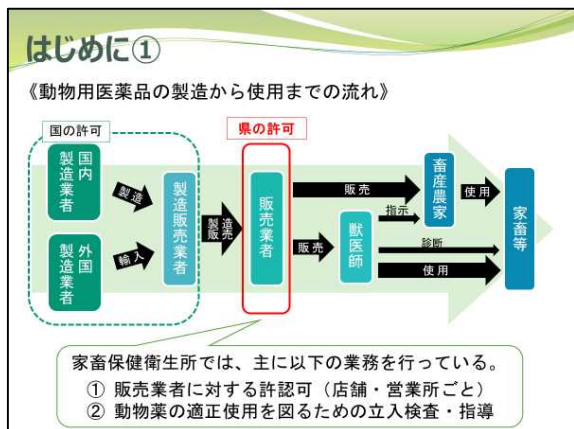 はじめに①
《動物用医薬品の製造から使用までの流れ》
国の許可
県の許可
国内
製造業者
外国
製造業者
製造
輸入
製造販売業者
製造
販売
販売業者
販売
販売
獣医師
指示
畜産農家
使用
診断
使用
家畜等
家畜保健衛生所では、主に以下の業務を行っている。
① 販売業者に対する許認可（店舗・営業所ごと）
② 動物薬の適正使用を図るための立入検査・指導